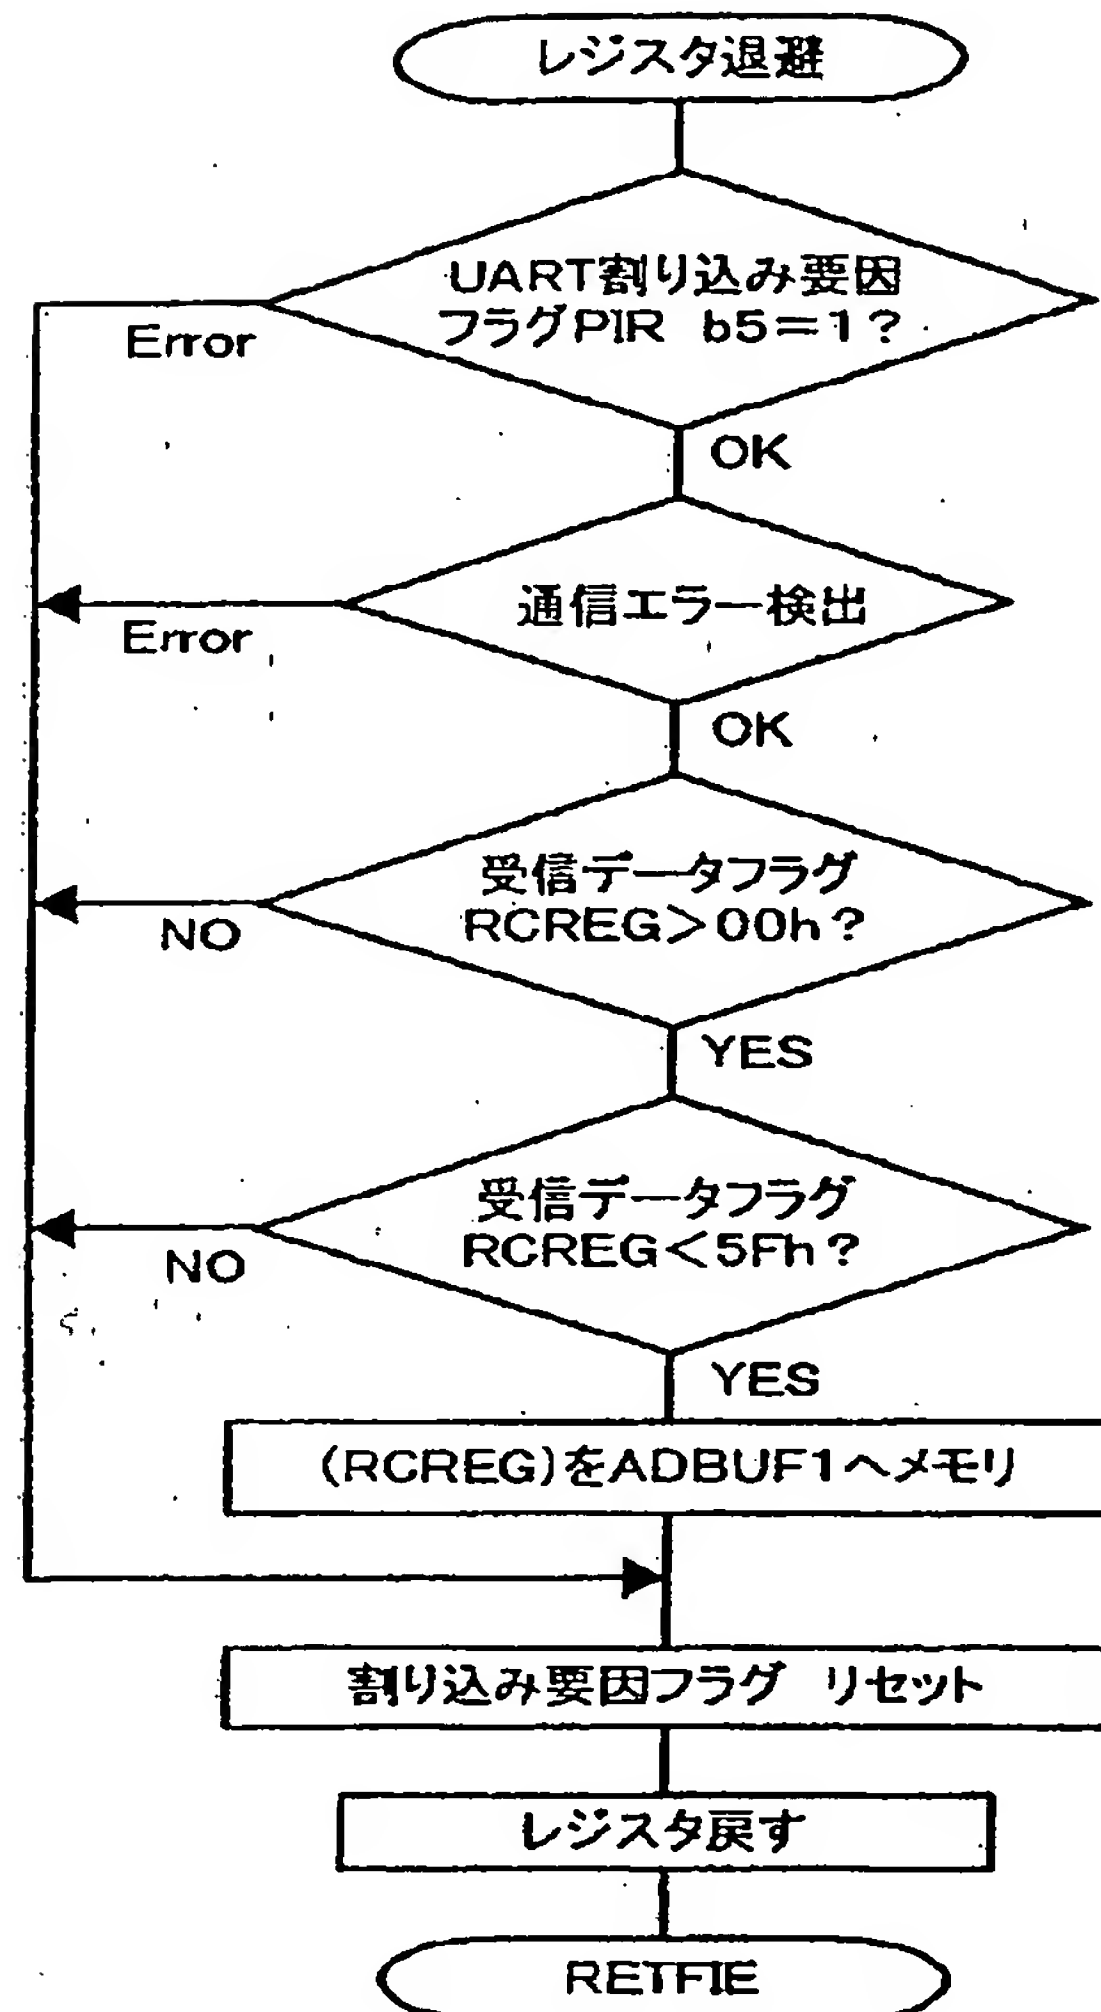 レジスタ退避
UART割り込み要因
フラグPIR b5=1?
Error
OK
通信エラー検出
Error
OK
受信データフラグ
RCREG>00h?
NO
YES
受信データフラグ
RCREG<5Fh?
NO
YES
(RCREG)をADBUF1へメモリ
割り込み要因フラグ リセット
レジスタ戻す
RETFIE